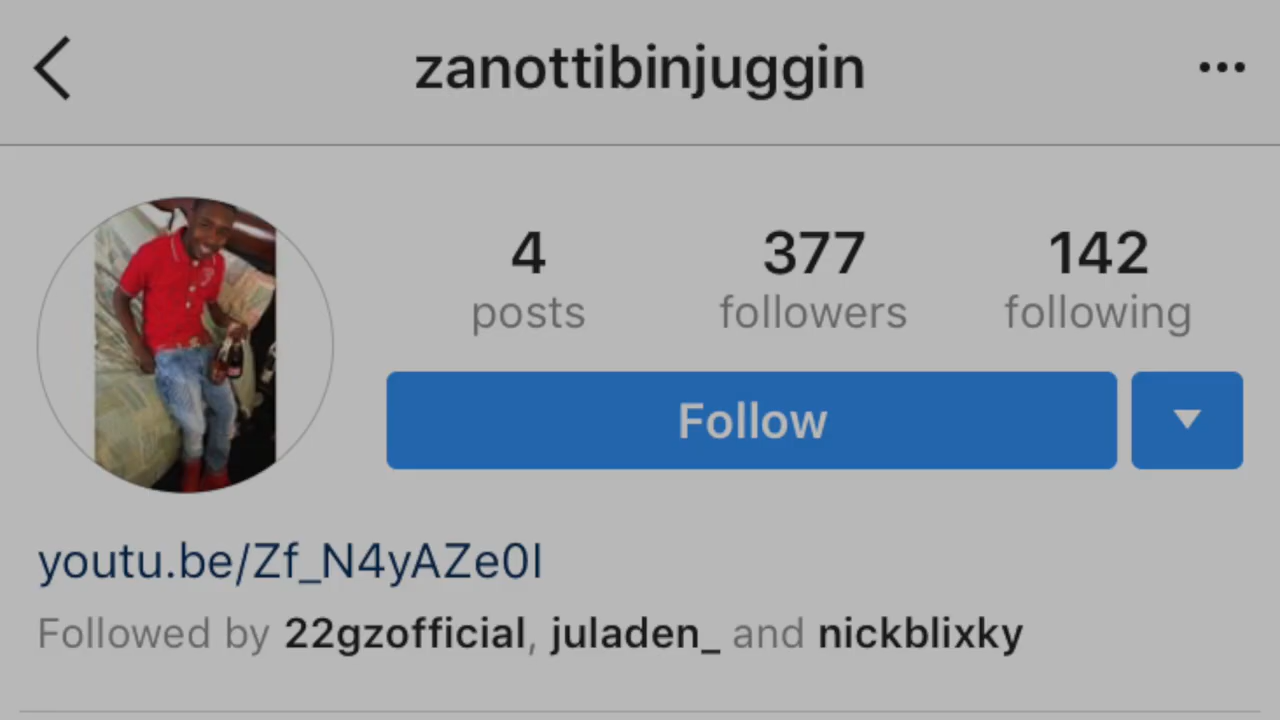 zanottibinjuggin
4 377 142
posts followers following
Follow
youtu.be/Zf_N4yAZe0I
Followed by 22gzofficial, juladen_ and nickblixky